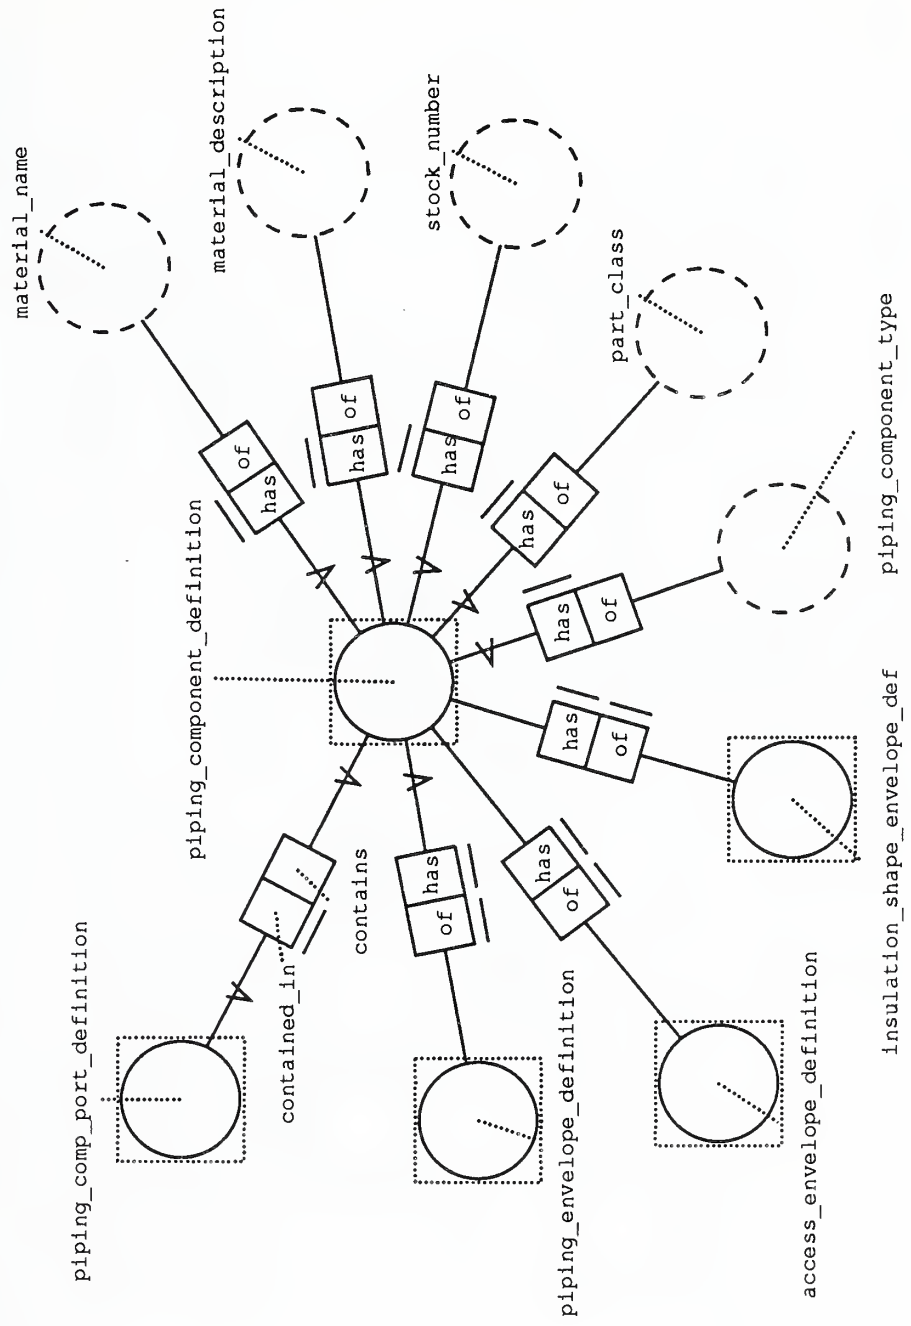 piping_comp_port_definition
contained_in
contains
piping_component_definition
material_name
of
has
material_description
of
has
stock_number
of
has
part_class
of
has
piping_component_type
has
of
insulation_shape_envelope_def
has
of
access_envelope_definition
has
of
piping_envelope_definition
has
of